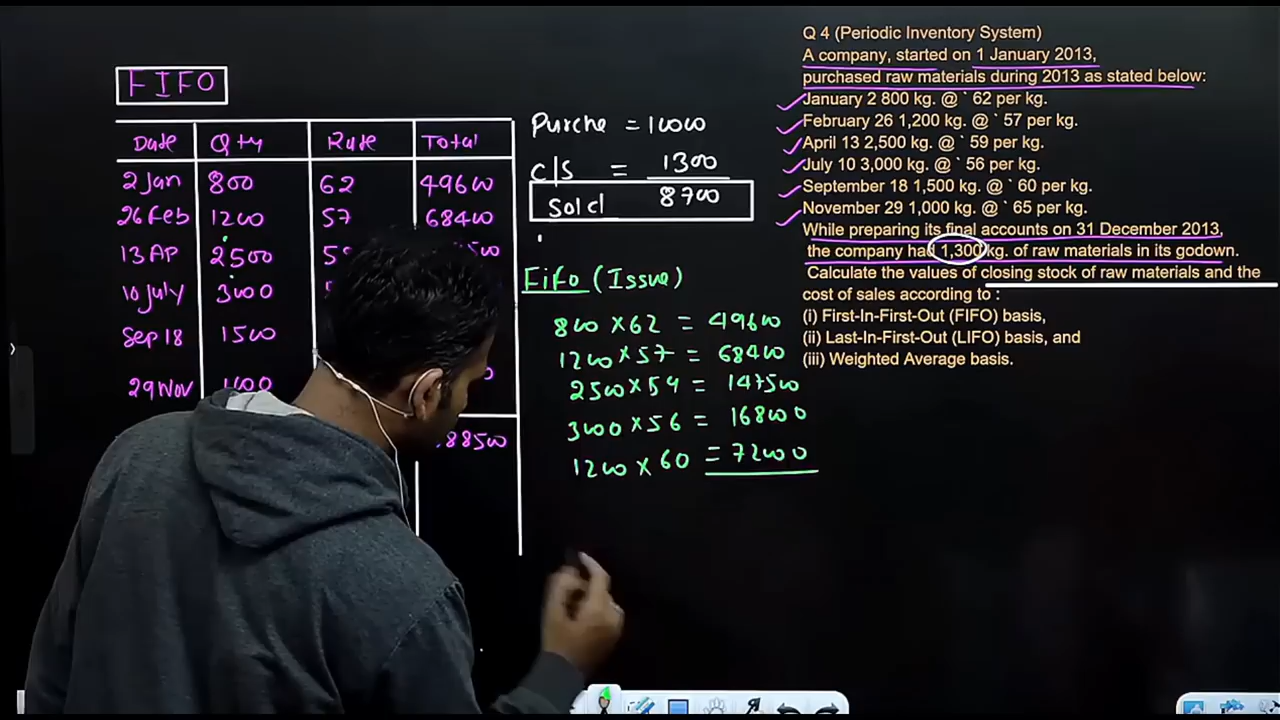 FIFO
Date Qty Rate Total
2 Jan 800 62 49600
26 Feb 1200 57 68400
13 AP 2500
10 July 3000
Sep 18 1500
29 Nov 1000
88500
Purche = 10000
C/S = 1300
Sold 8700
Fifo (Issue)
800 × 62 = 49600
1200 × 57 = 68400
2500 × 59 = 147500
3000 × 56 = 168000
1200 × 60 = 72000
Q 4 (Periodic Inventory System)
A company, started on 1 January 2013,
purchased raw materials during 2013 as stated below:
January 2 800 kg. @ ` 62 per kg.
February 26 1,200 kg. @ ` 57 per kg.
April 13 2,500 kg. @ ` 59 per kg.
July 10 3,000 kg. @ ` 56 per kg.
September 18 1,500 kg. @ ` 60 per kg.
November 29 1,000 kg. @ ` 65 per kg.
While preparing its final accounts on 31 December 2013,
the company had 1,300 kg. of raw materials in its godown.
Calculate the values of closing stock of raw materials and the
cost of sales according to :
(i) First-In-First-Out (FIFO) basis,
(ii) Last-In-First-Out (LIFO) basis, and
(iii) Weighted Average basis.